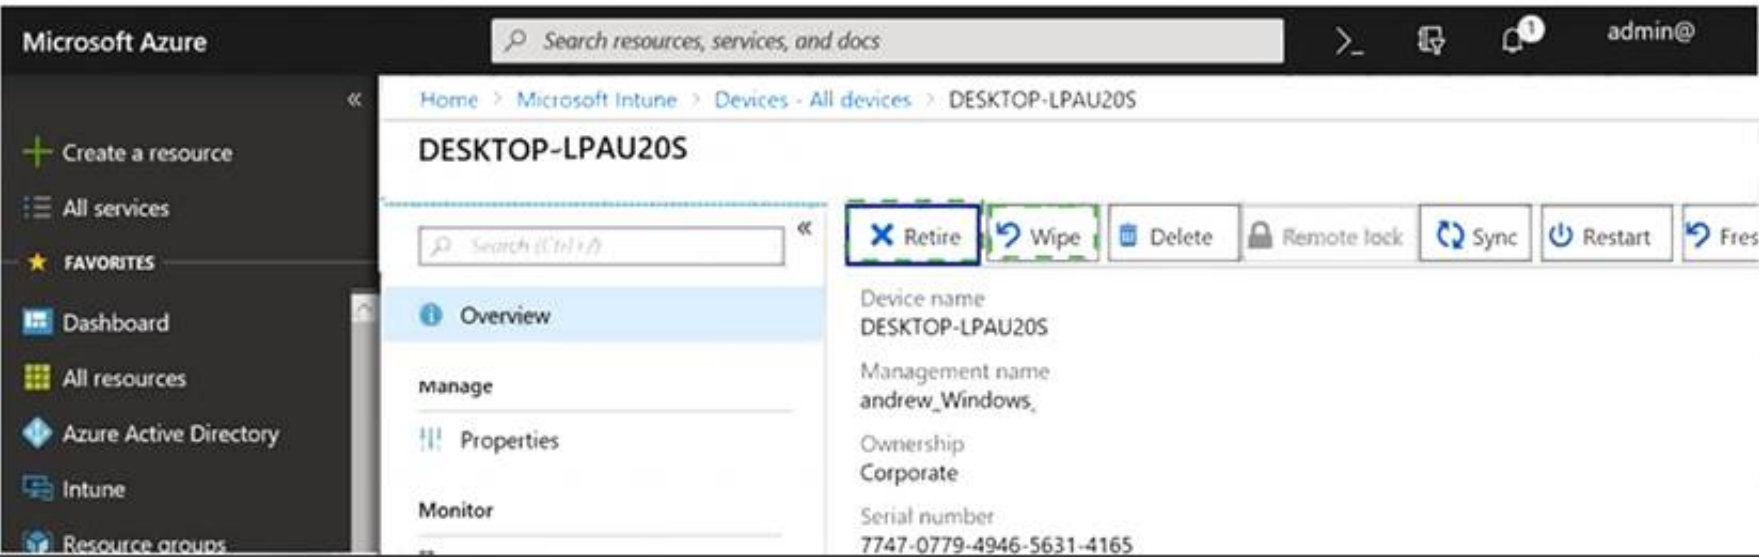 Microsoft Azure
Search resources, services, and docs
1
admin@
Home > Microsoft Intune > Devices - All devices > DESKTOP-LPAU20S
DESKTOP-LPAU20S
Create a resource
All services
FAVORITES
Dashboard
All resources
Azure Active Directory
Intune
Resource groups
Search (Ctrl+/)
Overview
Manage
Properties
Monitor
Retire
Wipe
Delete
Remote lock
Sync
Restart
Fres
Device name
DESKTOP-LPAU20S
Management name
andrew_Windows_
Ownership
Corporate
Serial number
7747-0779-4946-5631-4165